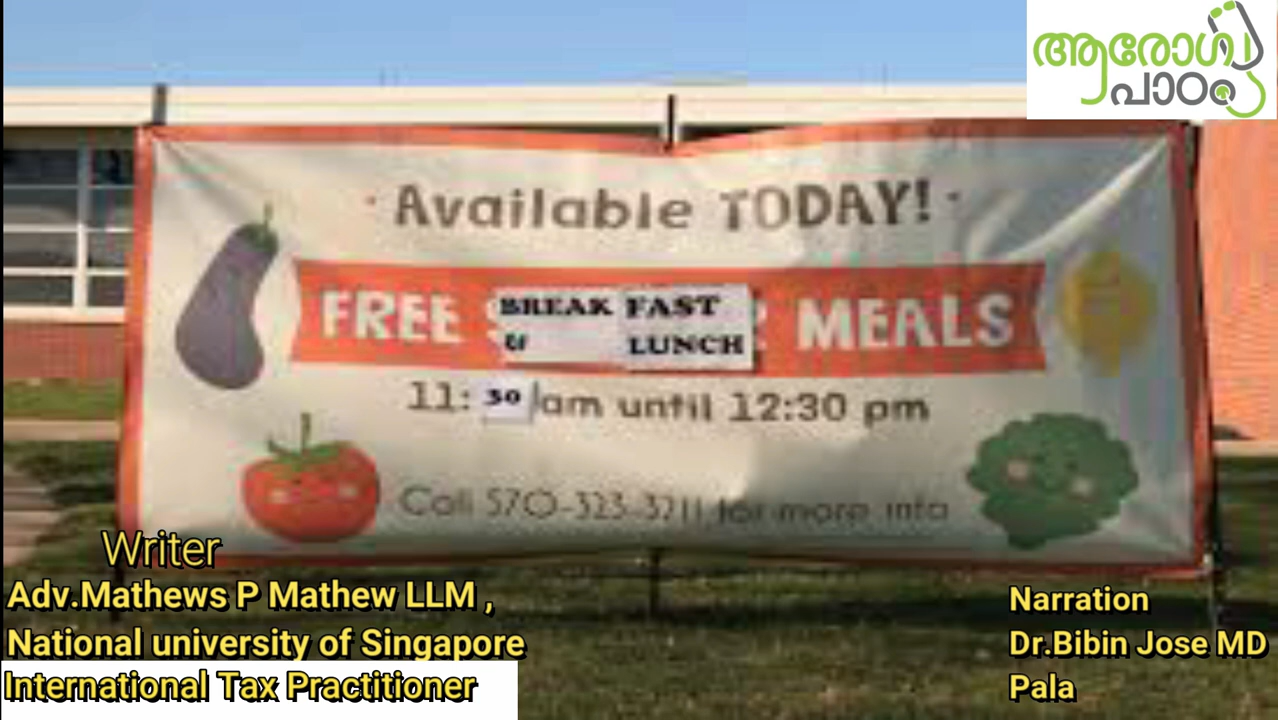 ആരോഗ്യ
പാഠം
· Available TODAY! ·
FREE BREAK FAST & LUNCH MEALS
11: 30 am until 12:30 pm
Call 570-323-3211 for more info
Writer
Adv.Mathews P Mathew LLM ,
National university of Singapore
International Tax Practitioner
Narration
Dr.Bibin Jose MD
Pala